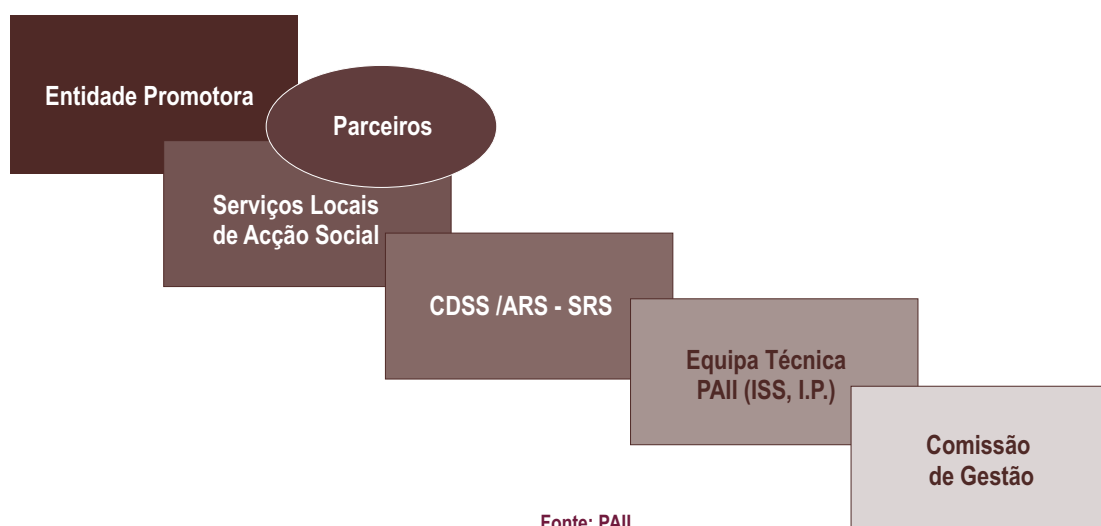 Entidade Promotora
Parceiros
Serviços Locais
de Acção Social
CDSS /ARS - SRS
Equipa Técnica
PAII (ISS, I.P.)
Comissão
de Gestão
Fonte: PAII